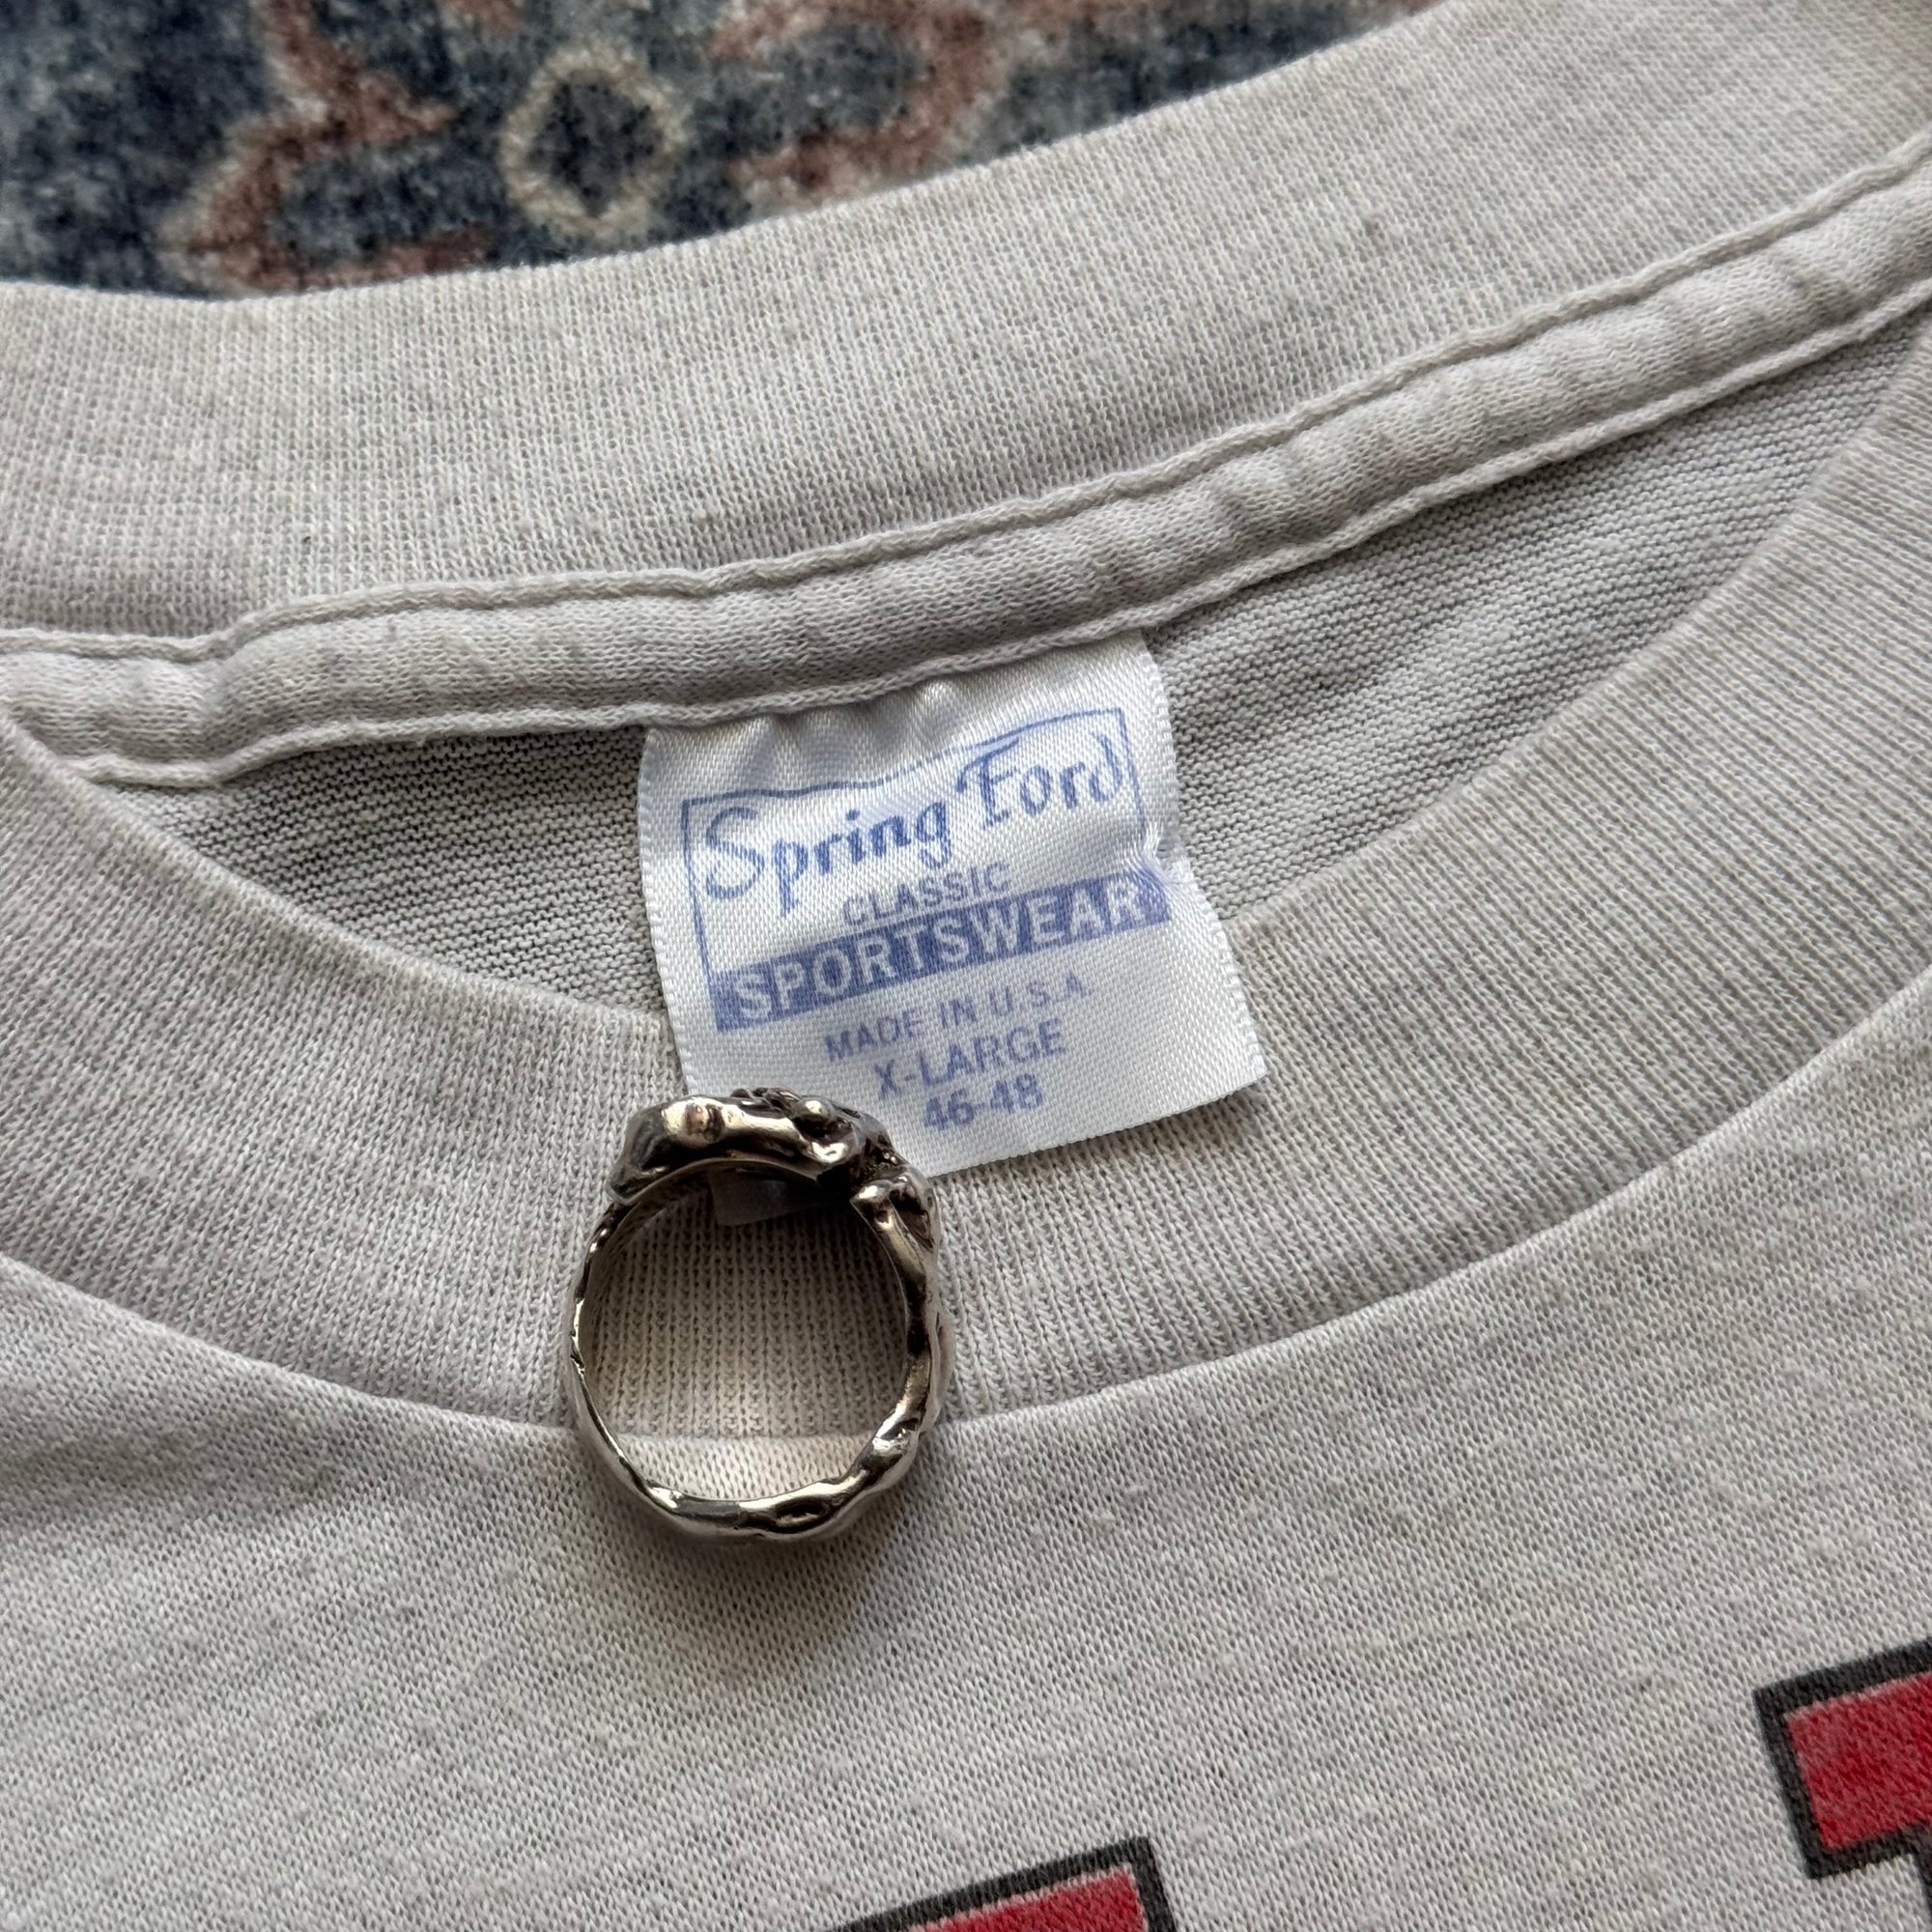 Spring Ford
CLASSIC
SPORTSWEAR
MADE IN U.S.A
X-LARGE
46-48